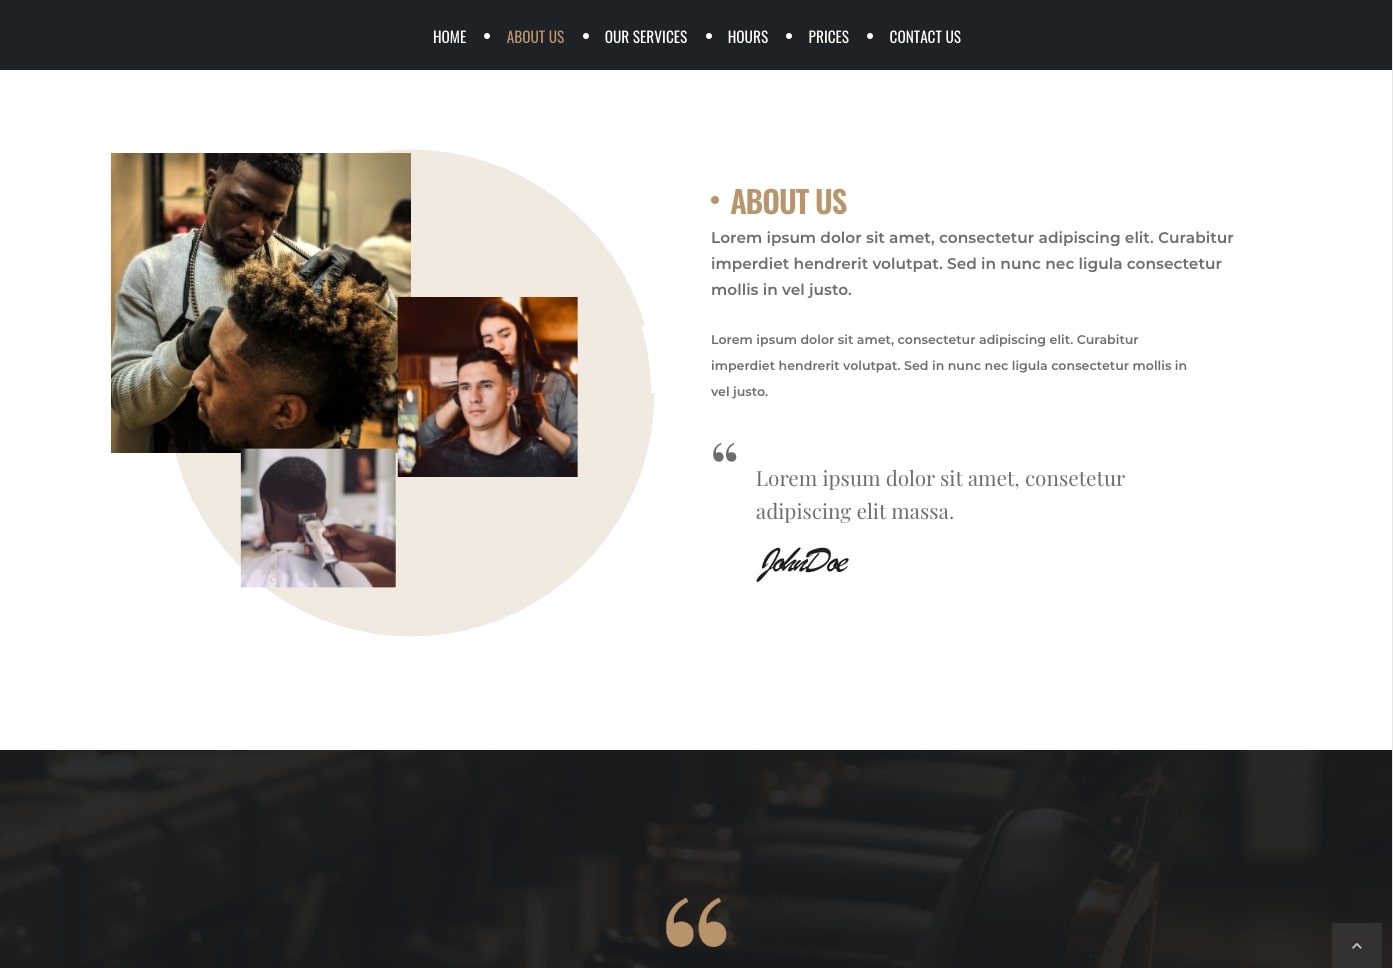 HOME • ABOUT US • OUR SERVICES • HOURS • PRICES • CONTACT US
• ABOUT US
Lorem ipsum dolor sit amet, consectetur adipiscing elit. Curabitur
imperdiet hendrerit volutpat. Sed in nunc nec ligula consectetur
mollis in vel justo.
Lorem ipsum dolor sit amet, consectetur adipiscing elit. Curabitur
imperdiet hendrerit volutpat. Sed in nunc nec ligula consectetur mollis in
vel justo.
“
Lorem ipsum dolor sit amet, consetetur
adipiscing elit massa.
JohnDoe
“